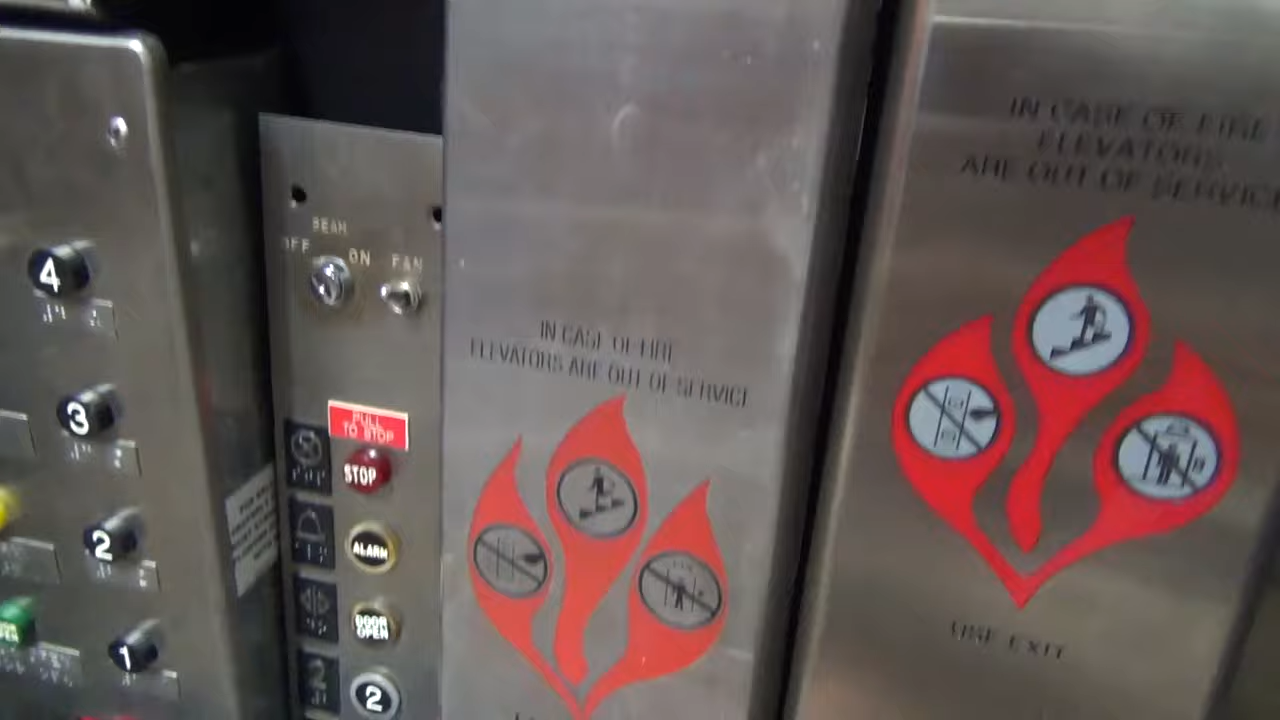 4
3
2
1
BEAM
OFF
ON
FAN
PULL
TO STOP
STOP
ALARM
DOOR
OPEN
2
IN CASE OF FIRE
ELEVATORS ARE OUT OF SERVICE
IN CASE OF FIRE
ELEVATORS
ARE OUT OF SERVICE
USE EXIT